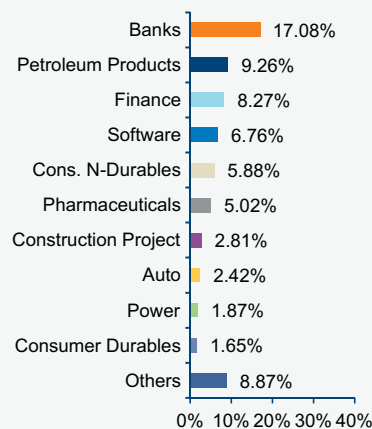 Banks 17.08%
Petroleum Products 9.26%
Finance 8.27%
Software 6.76%
Cons. N-Durables 5.88%
Pharmaceuticals 5.02%
Construction Project 2.81%
Auto 2.42%
Power 1.87%
Consumer Durables 1.65%
Others 8.87%
0% 10% 20% 30% 40%